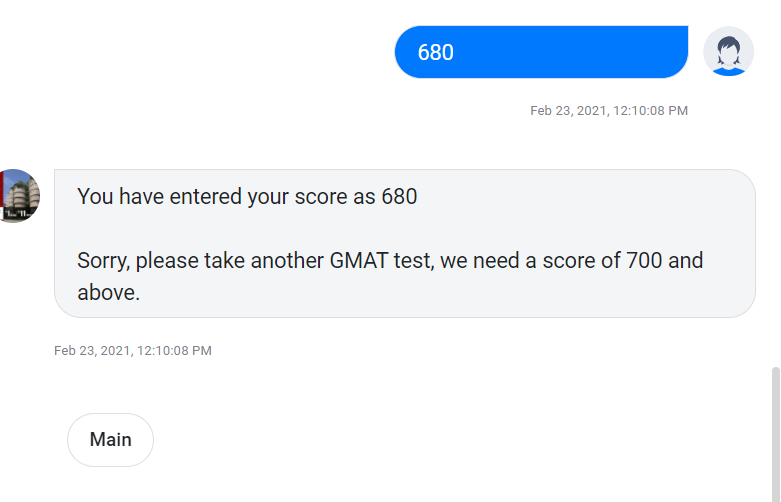 680
Feb 23, 2021, 12:10:08 PM
You have entered your score as 680
Sorry, please take another GMAT test, we need a score of 700 and
above.
Feb 23, 2021, 12:10:08 PM
Main